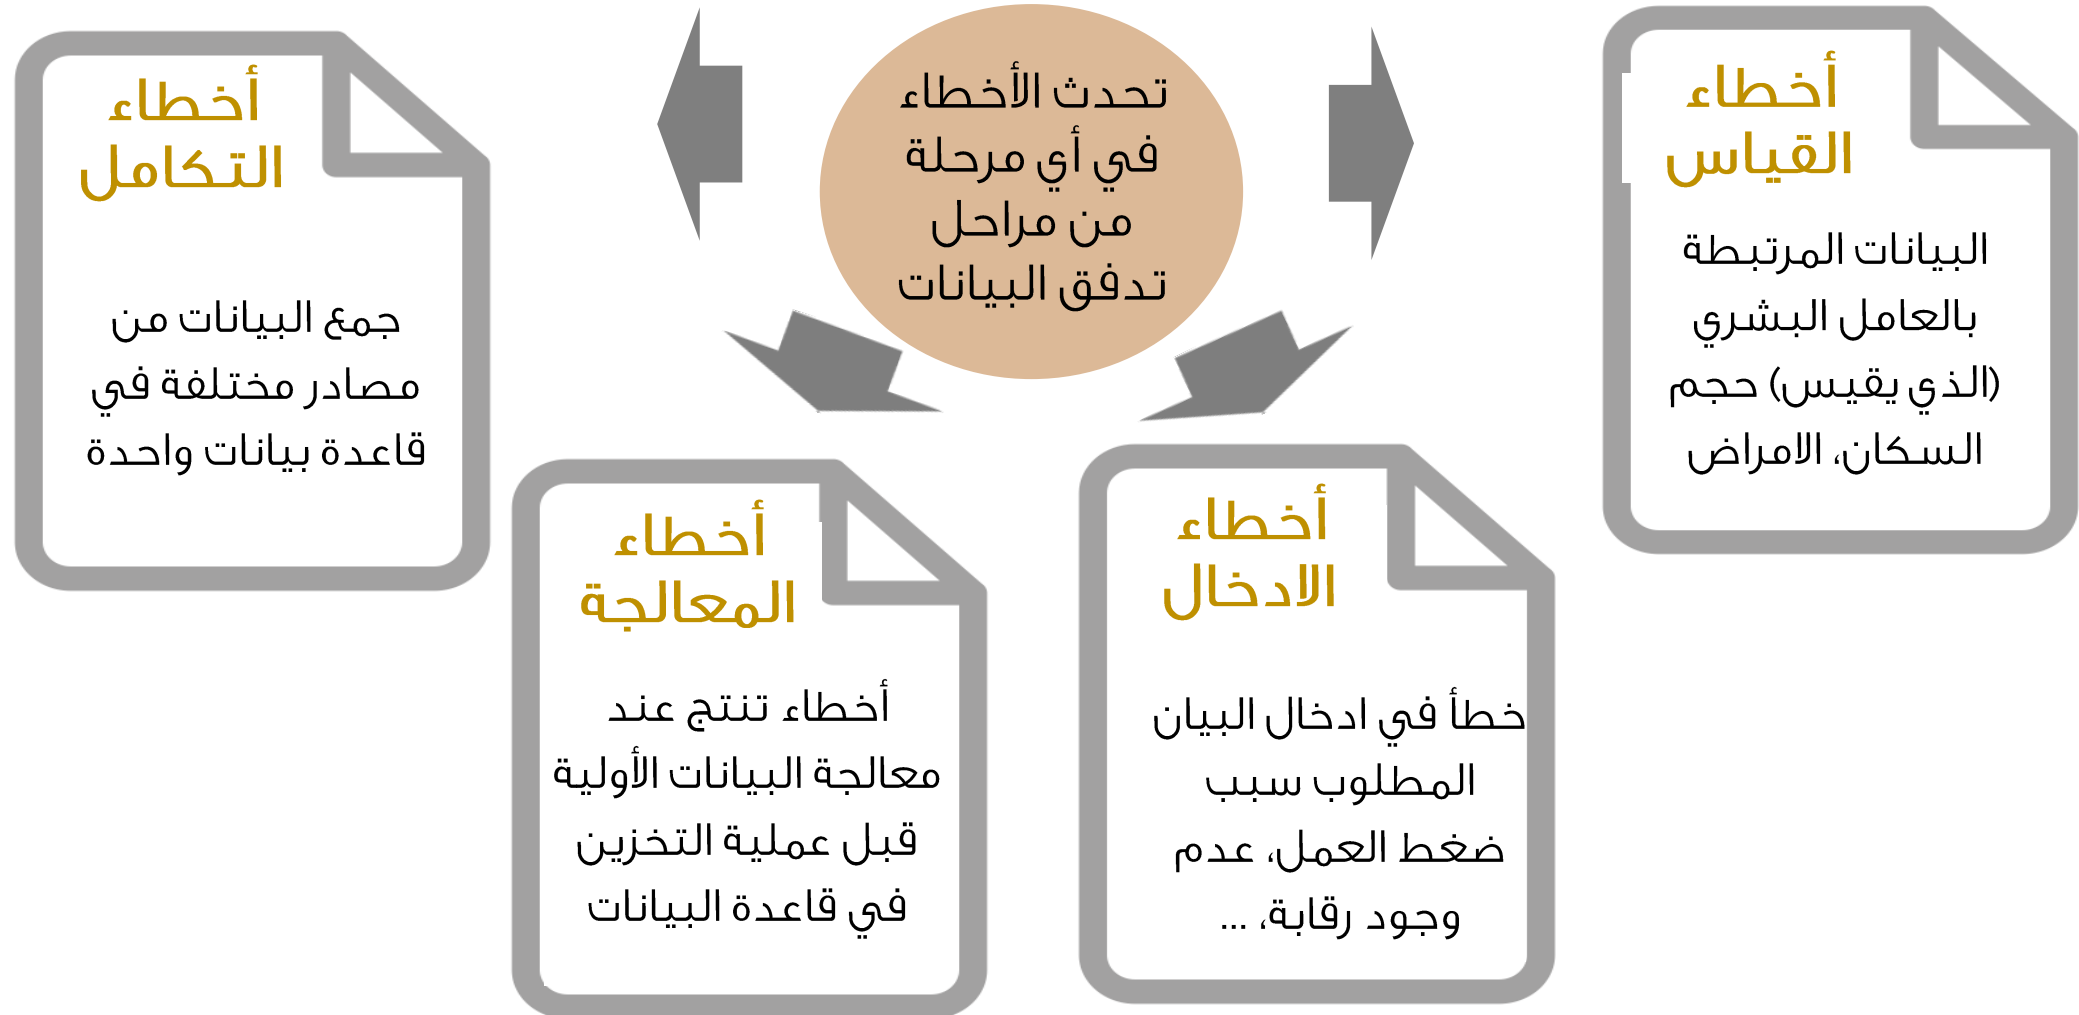 تحدث الأخطاء
في أي مرحلة
من مراحل
تدفق البيانات
أخطاء
القياس
البيانات المرتبطة
بالعامل البشري
(الذي يقيس) حجم
السكان، الامراض
أخطاء
الادخال
خطأ في ادخال البيان
المطلوب سبب
ضغط العمل، عدم
وجود رقابة، ...
أخطاء
المعالجة
أخطاء تنتج عند
معالجة البيانات الأولية
قبل عملية التخزين
في قاعدة البيانات
أخطاء
التكامل
جمع البيانات من
مصادر مختلفة في
قاعدة بيانات واحدة